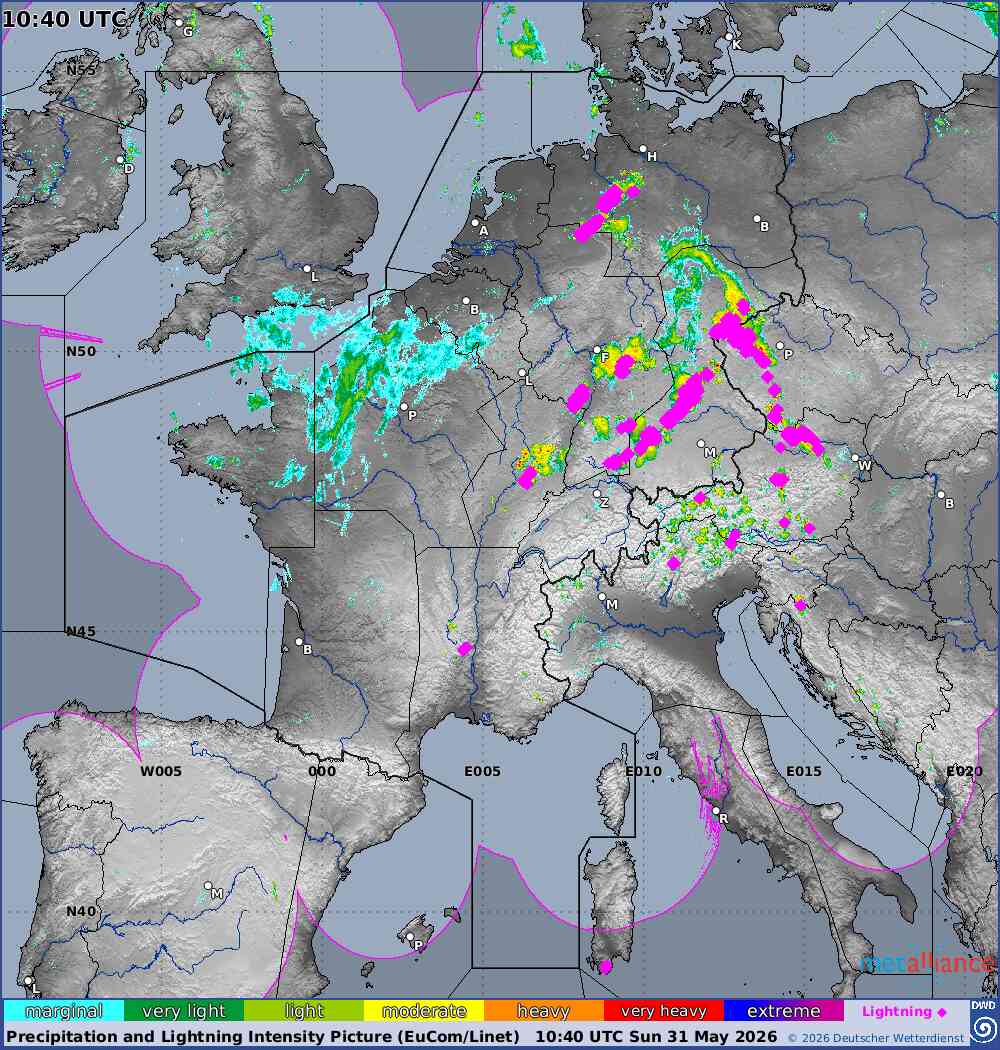 10:40 UTC
G
K
N55
D
H
A
B
L
B
N50
F
P
L
P
M
W
Z
B
M
N45
B
W005
000
E005
E010
E015
E020
R
M
N40
P
L
metalliance
marginal
very light
light
moderate
heavy
very heavy
extreme
Lightning
DWD
Precipitation and Lightning Intensity Picture (EuCom/Linet) 10:40 UTC Sun 31 May 2026 © 2026 Deutscher Wetterdienst